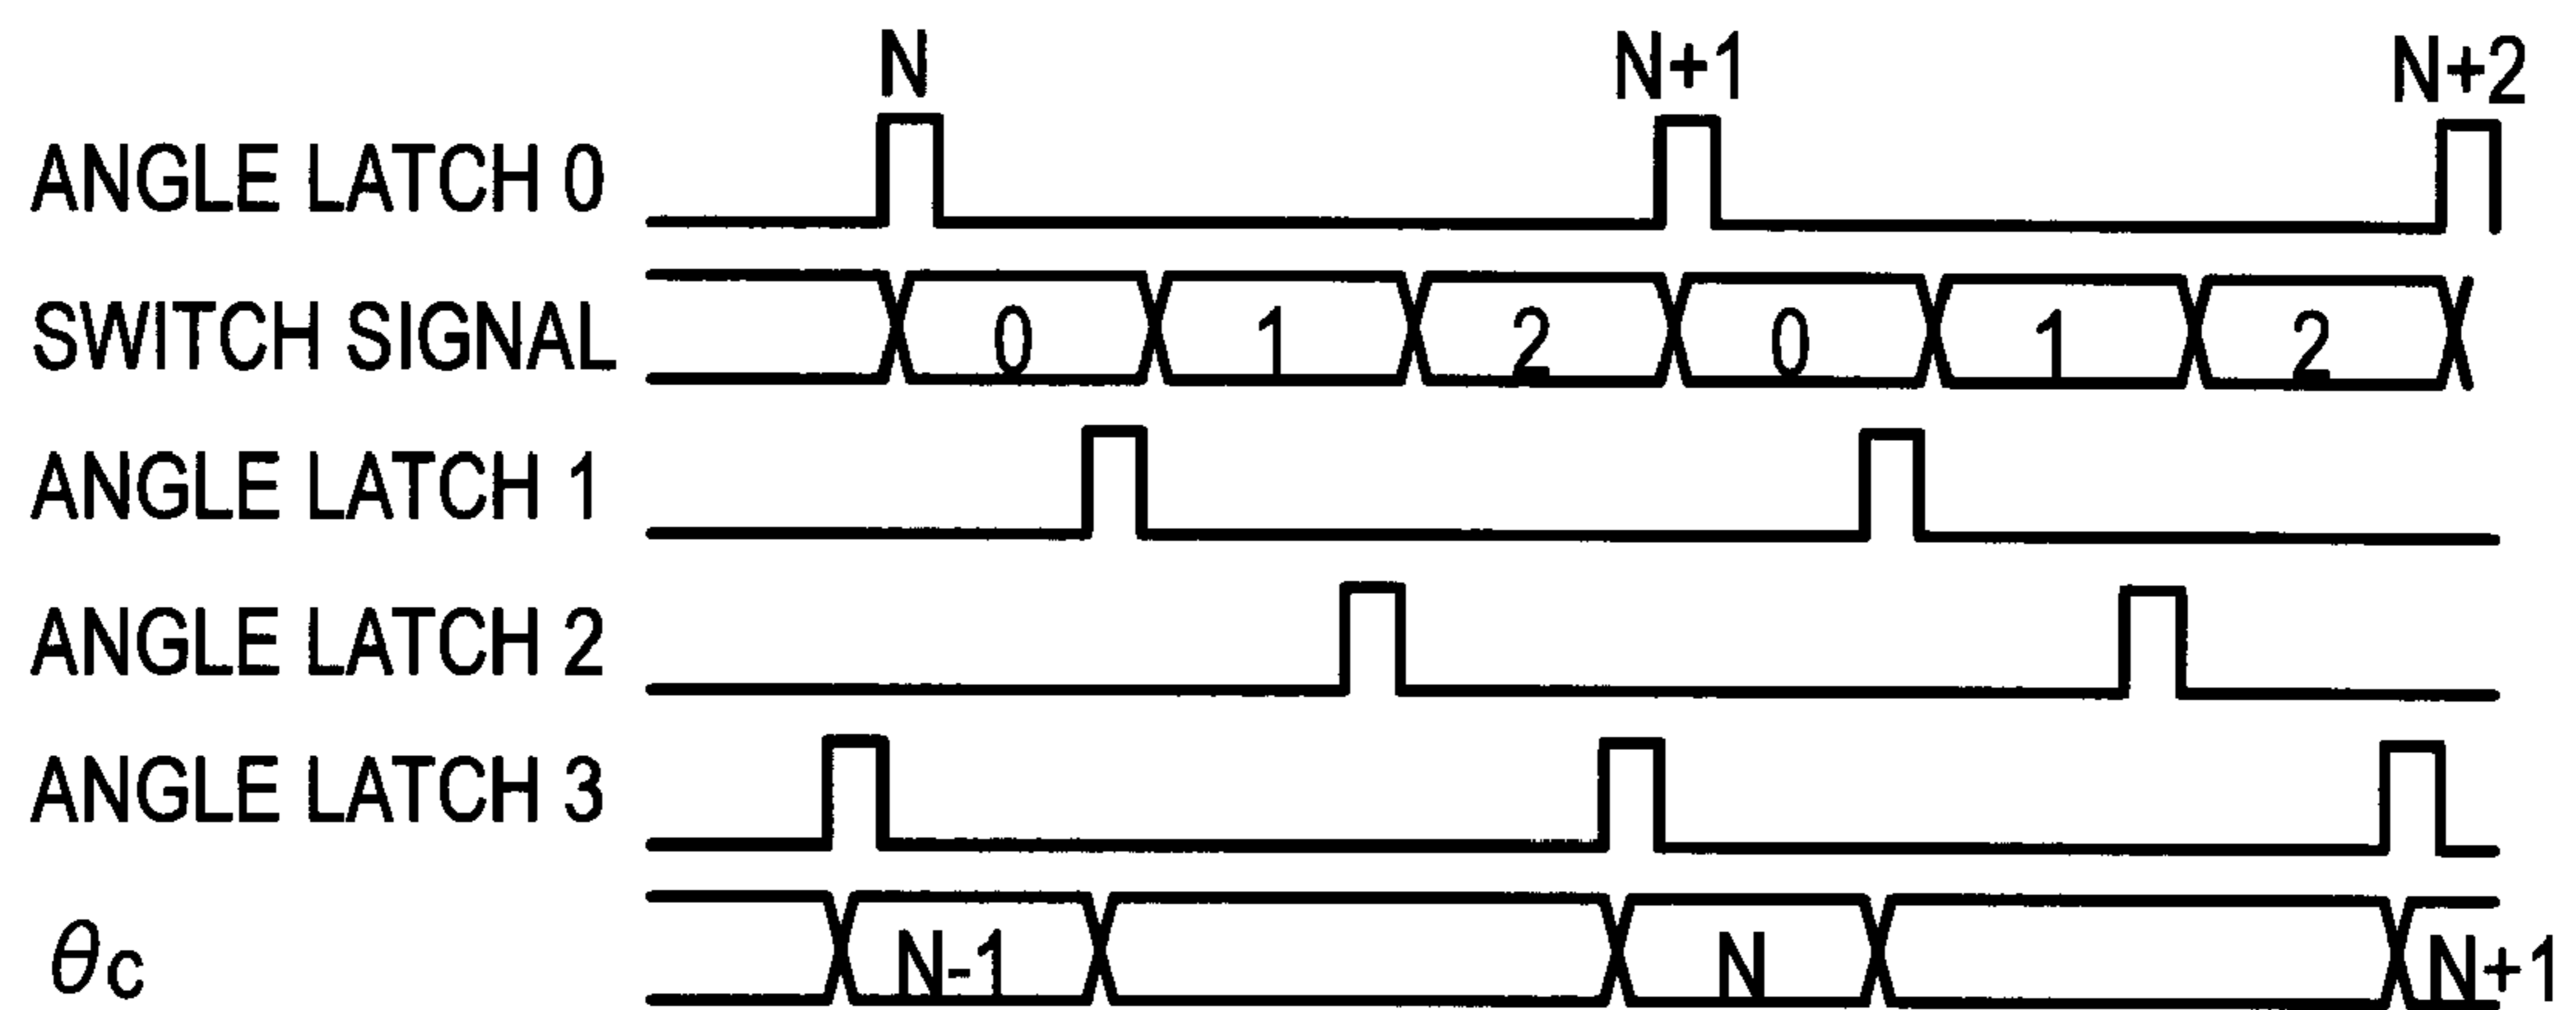 N N+1 N+2
ANGLE LATCH 0
SWITCH SIGNAL 0 1 2 0 1 2
ANGLE LATCH 1
ANGLE LATCH 2
ANGLE LATCH 3
θc N-1 N N+1